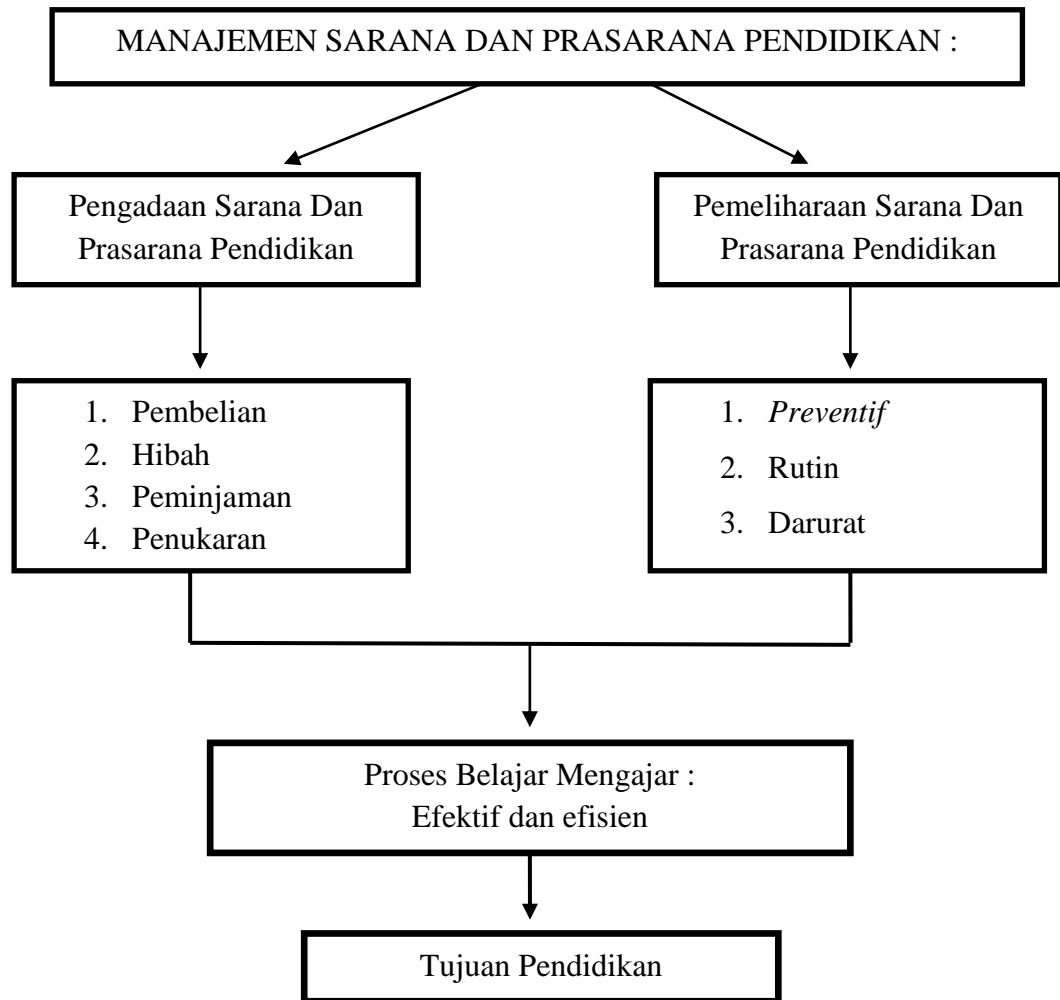 MANAJEMEN SARANA DAN PRASARANA PENDIDIKAN :
Pengadaan Sarana Dan
Prasarana Pendidikan
Pemeliharaan Sarana Dan
Prasarana Pendidikan
1. Pembelian
2. Hibah
3. Peminjaman
4. Penukaran
1. Preventif
2. Rutin
3. Darurat
Proses Belajar Mengajar :
Efektif dan efisien
Tujuan Pendidikan